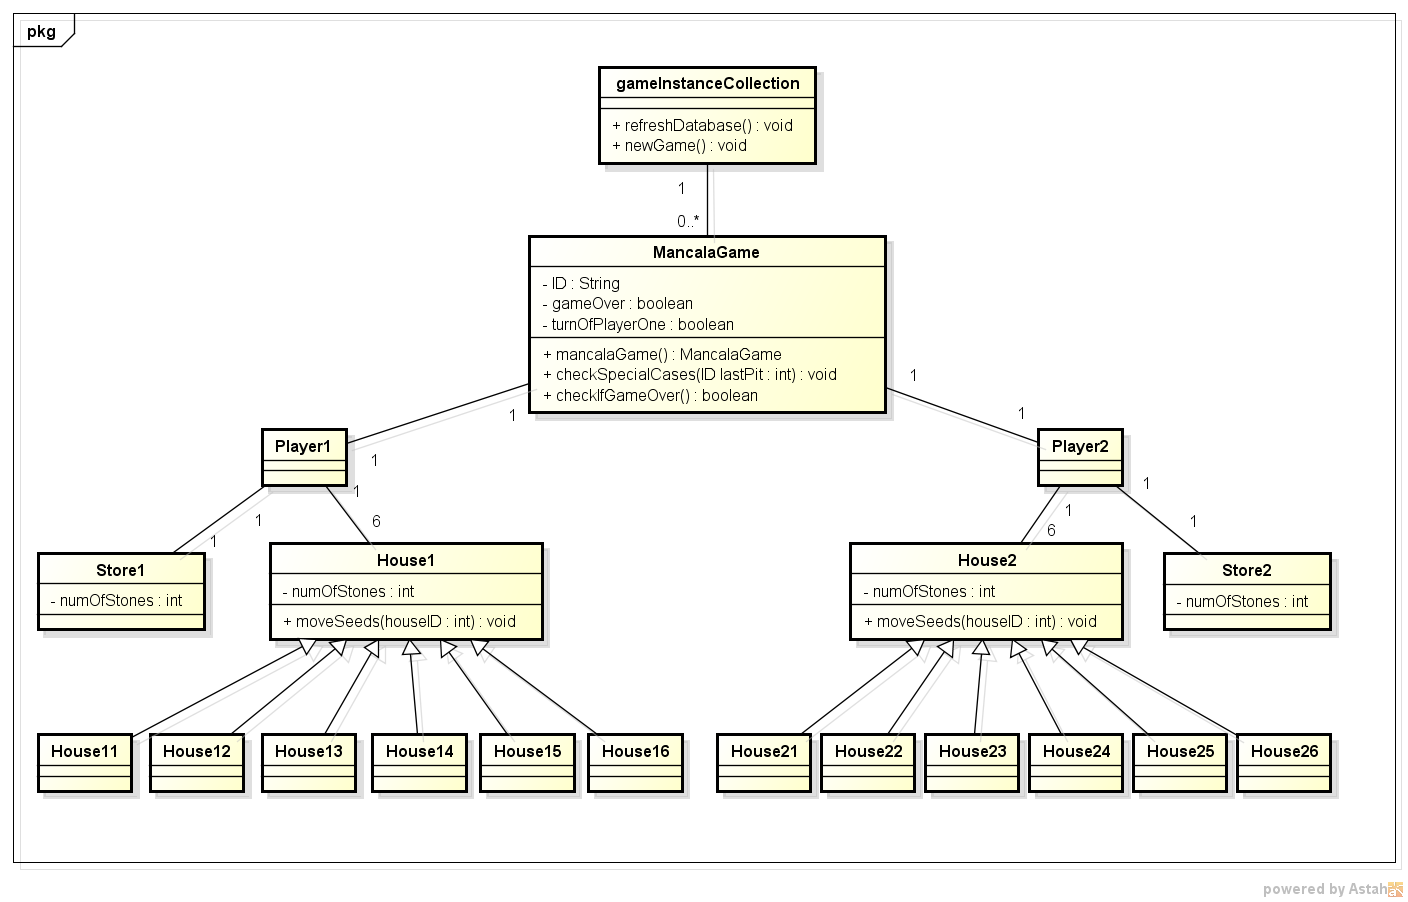 pkg
gameInstanceCollection
+ refreshDatabase() : void
+ newGame() : void
1
0..*
MancalaGame
- ID : String
- gameOver : boolean
- turnOfPlayerOne : boolean
+ mancalaGame() : MancalaGame
+ checkSpecialCases(ID lastPit : int) : void
+ checkIfGameOver() : boolean
1
1
1
1
Player1
Player2
1
1
1
1
6
1
6
1
Store1
- numOfStones : int
House1
- numOfStones : int
+ moveSeeds(houseID : int) : void
House2
- numOfStones : int
+ moveSeeds(houseID : int) : void
Store2
- numOfStones : int
House11
House12
House13
House14
House15
House16
House21
House22
House23
House24
House25
House26
powered by Astah